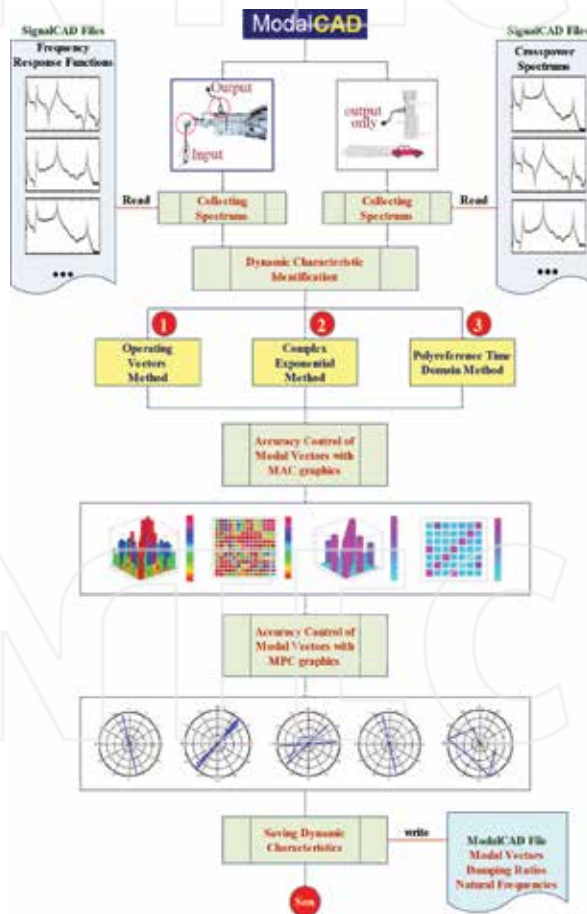 ModalCAD
SignalCAD Files
Frequency
Response Functions
SignalCAD Files
Crosspower
Spectrums
Output
Input
output
only
Read
Collecting
Spectrums
Collecting
Spectrums
Read
Dynamic Characteristic
Identification
1
2
3
Operating
Vectors
Method
Complex
Exponential
Method
Polyreference Time
Domain Method
Accuracy Control of
Modal Vectors with
MAC graphics
Accuracy Control of
Modal Vectors with
MPC graphics
Saving Dynamic
Characteristics
write
ModalCAD File
Modal Vectors
Damping Ratios
Natural Frequencies
Son